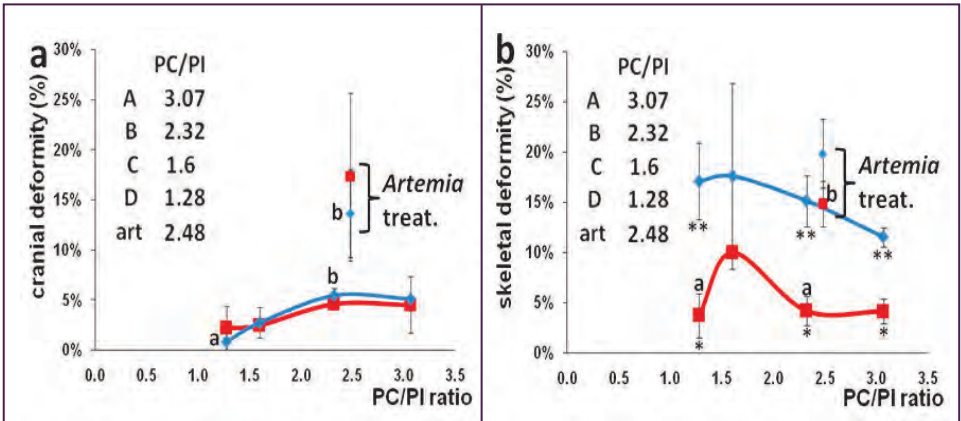 a
cranial deformity (%)
30%
25%
20%
15%
10%
5%
0%
PC/PI
A 3.07
B 2.32
C 1.6
D 1.28
art 2.48
b
Artemia
treat.
b
a
0.0 0.5 1.0 1.5 2.0 2.5 3.0 3.5
PC/PI ratio
b
skeletal deformity (%)
30%
25%
20%
15%
10%
5%
0%
PC/PI
A 3.07
B 2.32
C 1.6
D 1.28
art 2.48
Artemia
treat.
b
** ** **
a a
* * *
0.0 0.5 1.0 1.5 2.0 2.5 3.0 3.5
PC/PI ratio